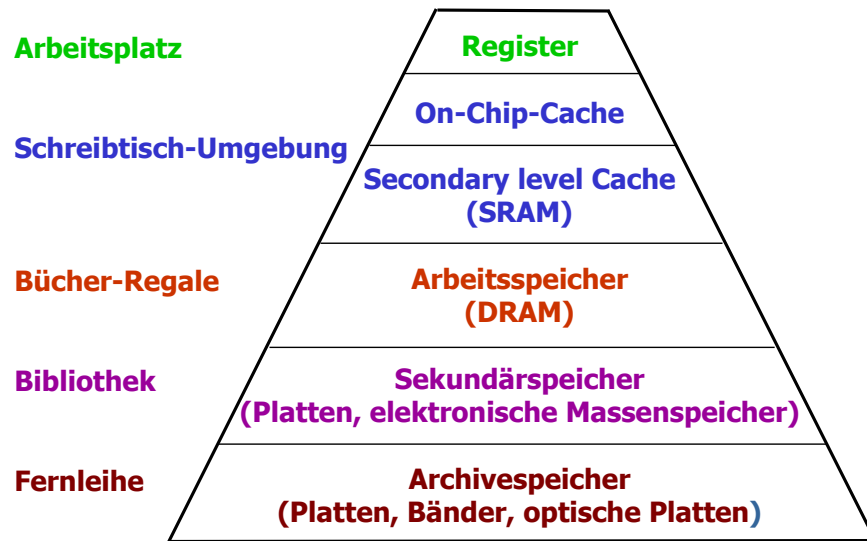 Arbeitsplatz
Register
On-Chip-Cache
Schreibtisch-Umgebung
Secondary level Cache
(SRAM)
Bücher-Regale
Arbeitsspeicher
(DRAM)
Bibliothek
Sekundärspeicher
(Platten, elektronische Massenspeicher)
Fernleihe
Archivespeicher
(Platten, Bänder, optische Platten)